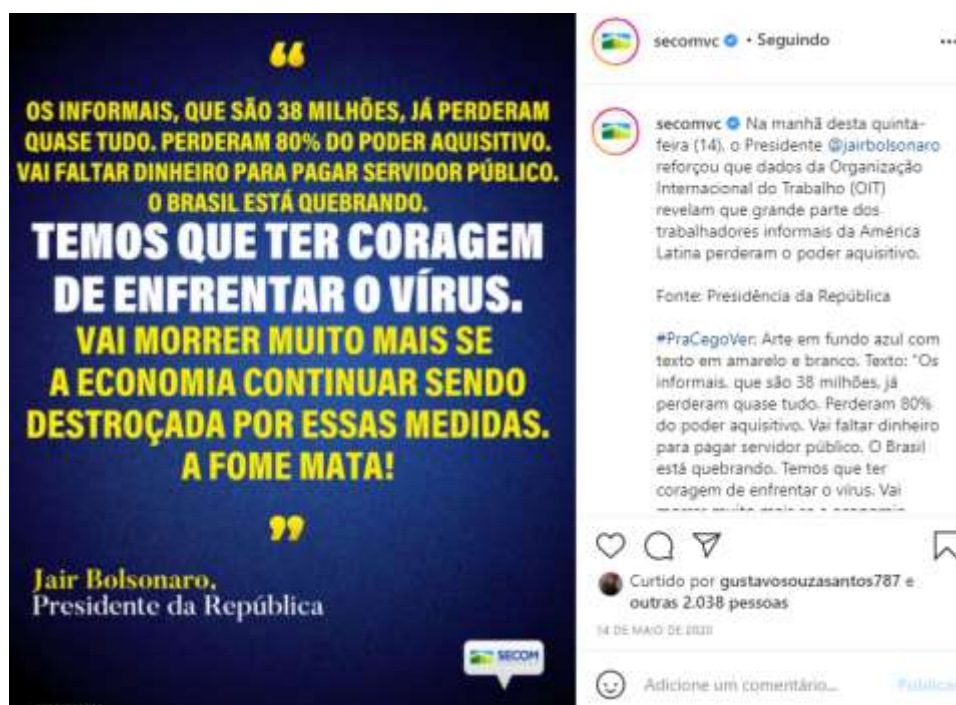 “
OS INFORMAIS, QUE SÃO 38 MILHÕES, JÁ PERDERAM
QUASE TUDO. PERDERAM 80% DO PODER AQUISITIVO.
VAI FALTAR DINHEIRO PARA PAGAR SERVIDOR PÚBLICO.
O BRASIL ESTÁ QUEBRANDO.
TEMOS QUE TER CORAGEM
DE ENFRENTAR O VÍRUS.
VAI MORRER MUITO MAIS SE
A ECONOMIA CONTINUAR SENDO
DESTROÇADA POR ESSAS MEDIDAS.
A FOME MATA!
”
Jair Bolsonaro,
Presidente da República
SECOM
secomvc • Seguindo
secomvc Na manhã desta quinta-
feira (14), o Presidente @jairbolsonaro
reforçou que dados da Organização
Internacional do Trabalho (OIT)
revelam que grande parte dos
trabalhadores informais da América
Latina perderam o poder aquisitivo.
Fonte: Presidência da República
#PraCegoVer: Arte em fundo azul com
texto em amarelo e branco. Texto: "Os
informais, que são 38 milhões, já
perderam quase tudo. Perderam 80%
do poder aquisitivo. Vai faltar dinheiro
para pagar servidor público. O Brasil
está quebrando. Temos que ter
coragem de enfrentar o vírus. Vai
morrer muito mais se a economia
Curtido por gustavosouzasantos787 e
outras 2.038 pessoas
14 DE MAIO DE 2020
Adicione um comentário...
Publicar